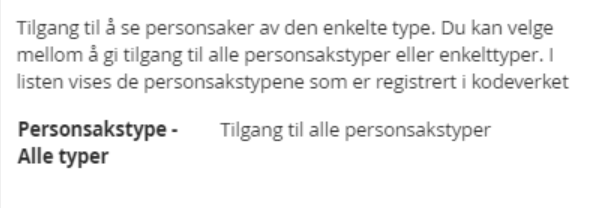 Tilgang til å se personsaker av den enkelte type. Du kan velge
mellom å gi tilgang til alle personsakstyper eller enkelttyper. I
listen vises de personsakstypene som er registrert i kodeverket
Personsakstype - Tilgang til alle personsakstyper
Alle typer